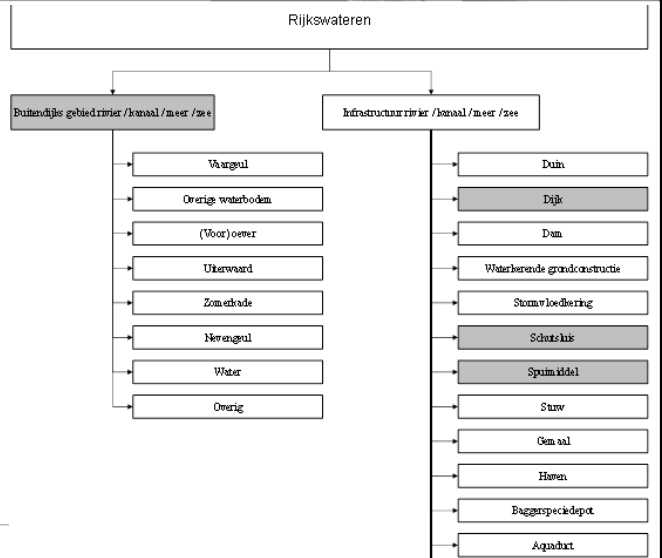 Rijkswateren
Buitendijks gebied rivier / kanaal / meer / zee
Infrastructuur rivier / kanaal / meer / zee
Vaargeul
Overige waterbodem
(Voor) oever
Uiterwaard
Zomerkade
Nevengeul
Water
Overig
Duin
Dijk
Dam
Waterkerende grondconstructie
Stormvloedkering
Schutsluis
Spuimiddel
Stuw
Gemaal
Haven
Baggerspeciedepot
Aquaduct